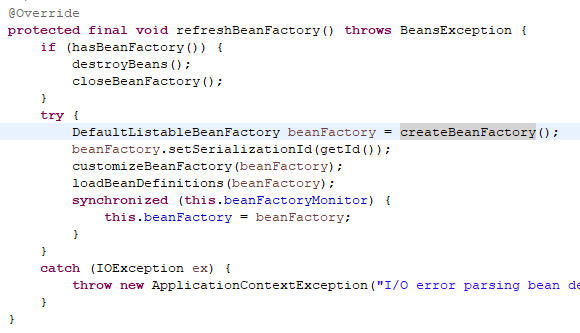 @Override
protected final void refreshBeanFactory() throws BeansException {
    if (hasBeanFactory()) {
        destroyBeans();
        closeBeanFactory();
    }
    try {
        DefaultListableBeanFactory beanFactory = createBeanFactory();
        beanFactory.setSerializationId(getId());
        customizeBeanFactory(beanFactory);
        loadBeanDefinitions(beanFactory);
        synchronized (this.beanFactoryMonitor) {
            this.beanFactory = beanFactory;
        }
    }
    catch (IOException ex) {
        throw new ApplicationContextException("I/O error parsing bean de
    }
}